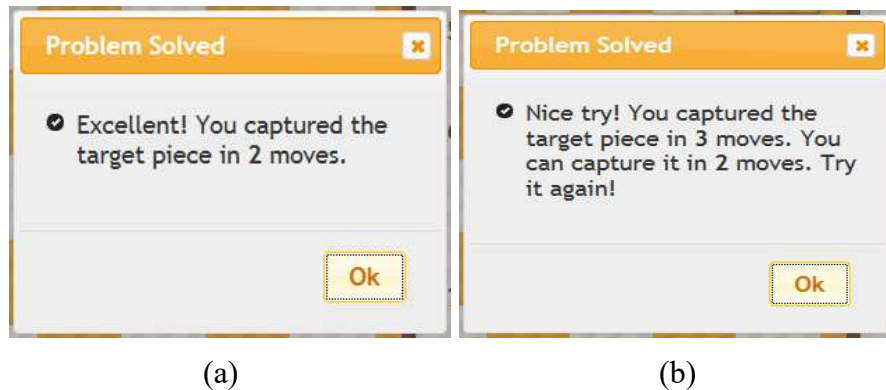 Problem Solved
Excellent! You captured the
target piece in 2 moves.
Ok
(a)
Problem Solved
Nice try! You captured the
target piece in 3 moves. You
can capture it in 2 moves. Try
it again!
Ok
(b)